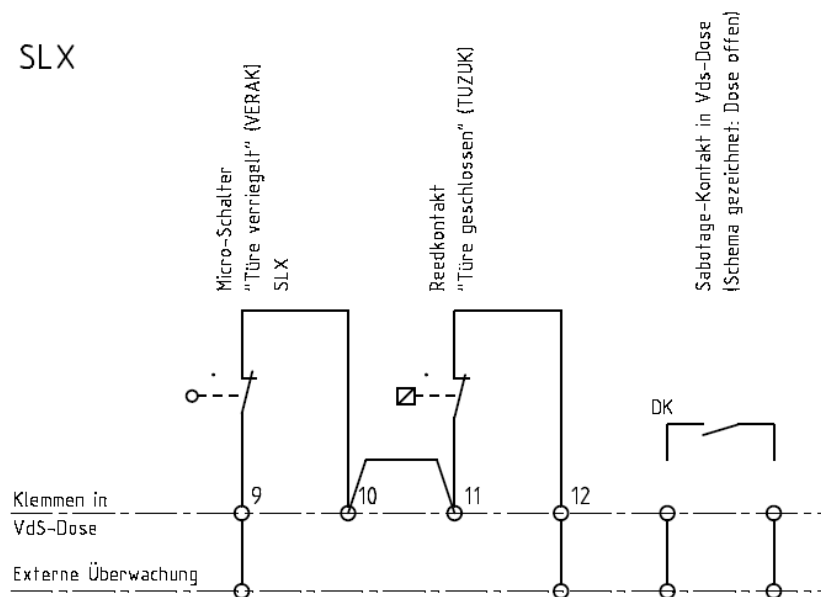 SLX
Micro-Schalter
"Türe verriegelt" (VERAK)
SLX
Reedkontakt
"Türe geschlossen" (TUZUK)
Sabotage-Kontakt in Vds-Dose
(Schema gezeichnet: Dose offen)
DK
9
10
11
12
Klemmen in
VdS-Dose
Externe Überwachung